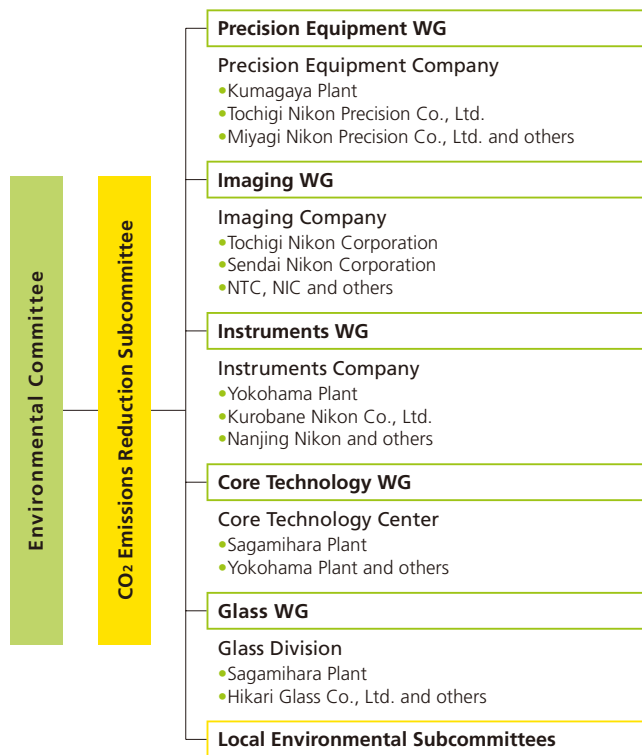 Environmental Committee
CO2 Emissions Reduction Subcommittee
Precision Equipment WG
Precision Equipment Company
•Kumagaya Plant
•Tochigi Nikon Precision Co., Ltd.
•Miyagi Nikon Precision Co., Ltd. and others
Imaging WG
Imaging Company
•Tochigi Nikon Corporation
•Sendai Nikon Corporation
•NTC, NIC and others
Instruments WG
Instruments Company
•Yokohama Plant
•Kurobane Nikon Co., Ltd.
•Nanjing Nikon and others
Core Technology WG
Core Technology Center
•Sagamihara Plant
•Yokohama Plant and others
Glass WG
Glass Division
•Sagamihara Plant
•Hikari Glass Co., Ltd. and others
Local Environmental Subcommittees